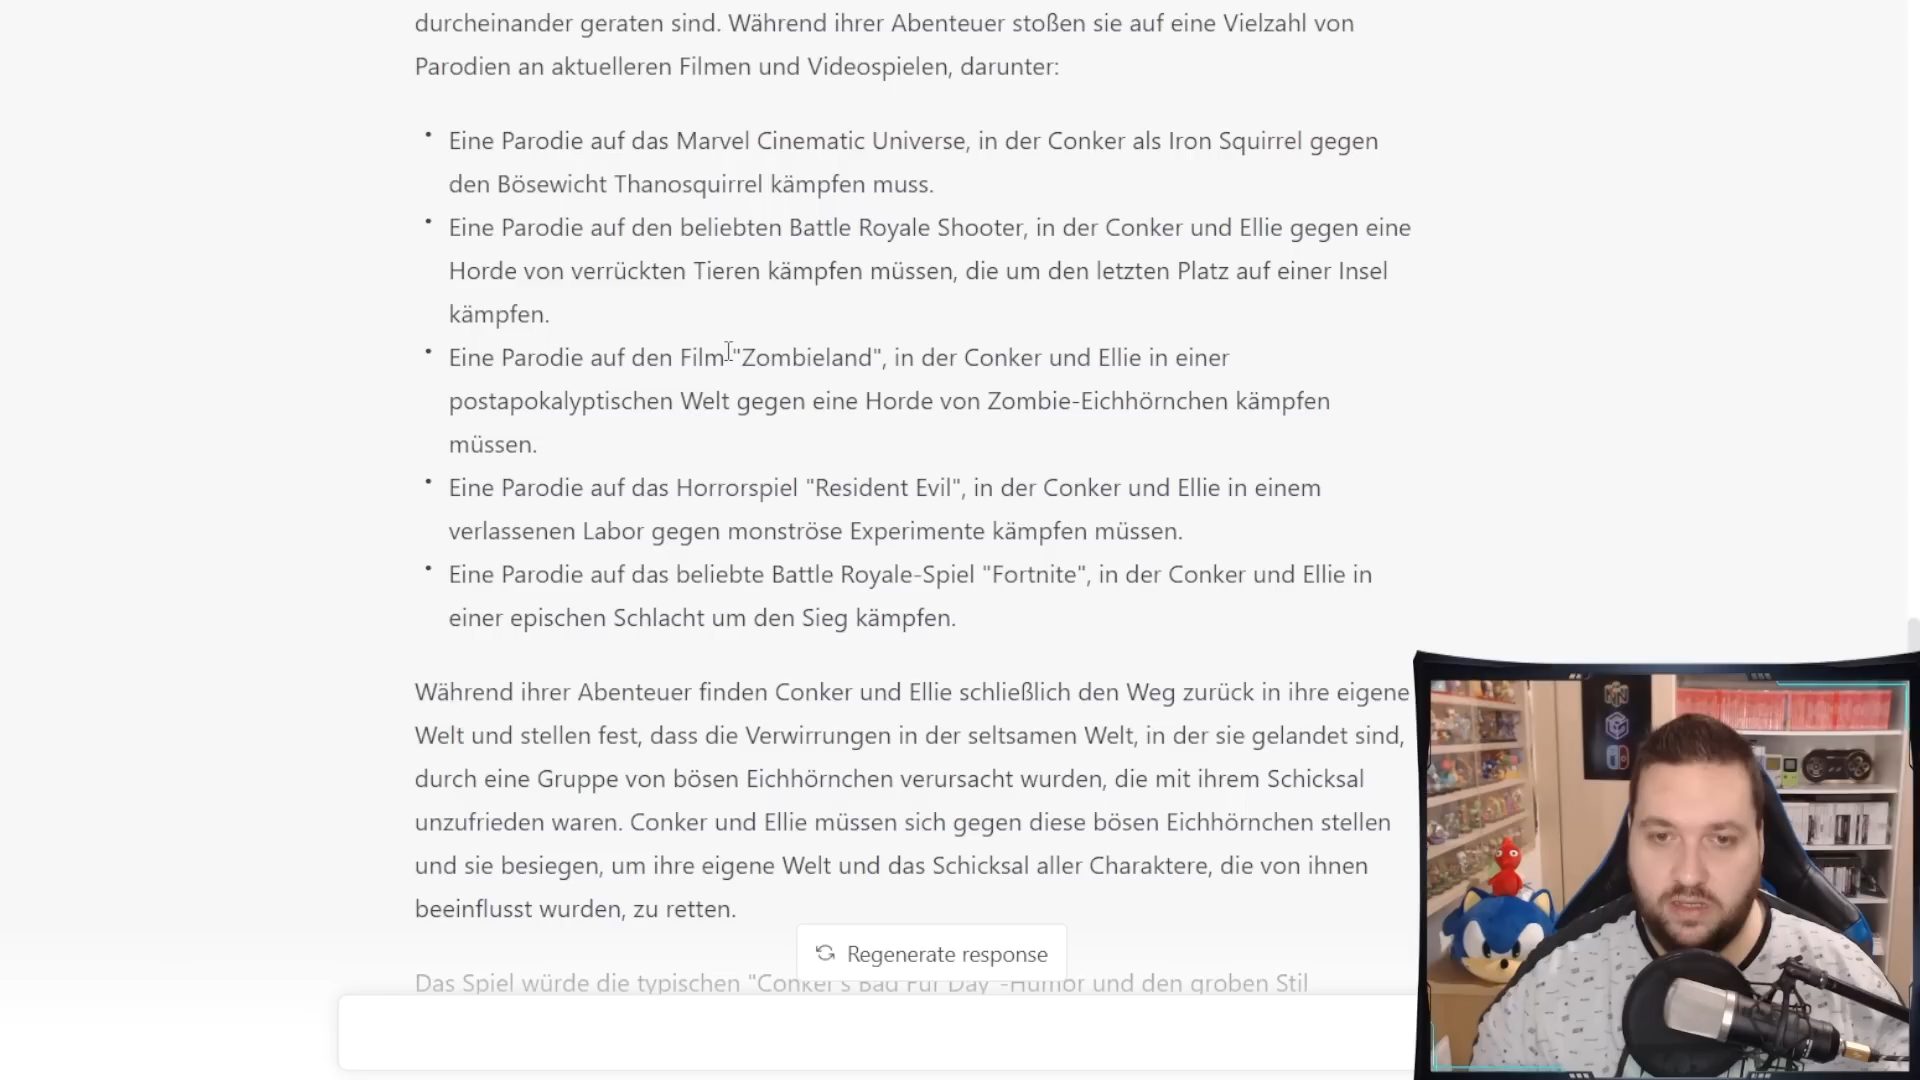 durcheinander geraten sind. Während ihrer Abenteuer stoßen sie auf eine Vielzahl von
Parodien an aktuelleren Filmen und Videospielen, darunter:
• Eine Parodie auf das Marvel Cinematic Universe, in der Conker als Iron Squirrel gegen
den Bösewicht Thanosquirrel kämpfen muss.
• Eine Parodie auf den beliebten Battle Royale Shooter, in der Conker und Ellie gegen eine
Horde von verrückten Tieren kämpfen müssen, die um den letzten Platz auf einer Insel
kämpfen.
• Eine Parodie auf den Film "Zombieland", in der Conker und Ellie in einer
postapokalyptischen Welt gegen eine Horde von Zombie-Eichhörnchen kämpfen
müssen.
• Eine Parodie auf das Horrorspiel "Resident Evil", in der Conker und Ellie in einem
verlassenen Labor gegen monströse Experimente kämpfen müssen.
• Eine Parodie auf das beliebte Battle Royale-Spiel "Fortnite", in der Conker und Ellie in
einer epischen Schlacht um den Sieg kämpfen.
Während ihrer Abenteuer finden Conker und Ellie schließlich den Weg zurück in ihre eigene
Welt und stellen fest, dass die Verwirrungen in der seltsamen Welt, in der sie gelandet sind,
durch eine Gruppe von bösen Eichhörnchen verursacht wurden, die mit ihrem Schicksal
unzufrieden waren. Conker und Ellie müssen sich gegen diese bösen Eichhörnchen stellen
und sie besiegen, um ihre eigene Welt und das Schicksal aller Charaktere, die von ihnen
beeinflusst wurden, zu retten.
Regenerate response
Das Spiel würde die typischen "Conker's Bad Fur Day"-Humor und den groben Stil